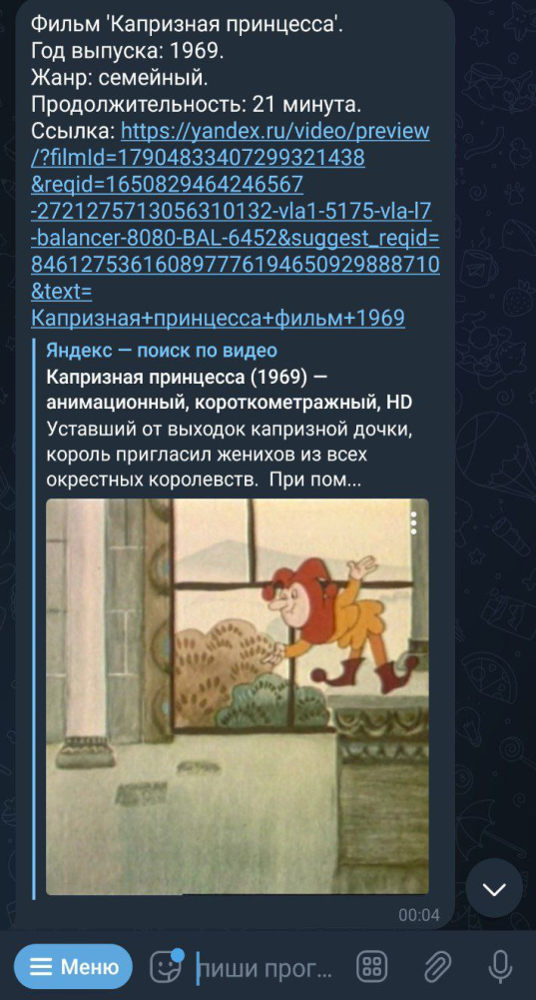 Фильм 'Капризная принцесса'.
Год выпуска: 1969.
Жанр: семейный.
Продолжительность: 21 минута.
Ссылка: https://yandex.ru/video/preview
/?filmId=17904833407299321438
&reqid=1650829464246567
-2721275713056310132-vla1-5175-vla-l7
-balancer-8080-BAL-6452&suggest_reqid=
846127536160897776194650929888710
&text=
Капризная+принцесса+фильм+1969
Яндекс — поиск по видео
Капризная принцесса (1969) —
анимационный, короткометражный, HD
Уставший от выходок капризной дочки,
король пригласил женихов из всех
окрестных королевств. При пом...
00:04
Меню
пиши прог...